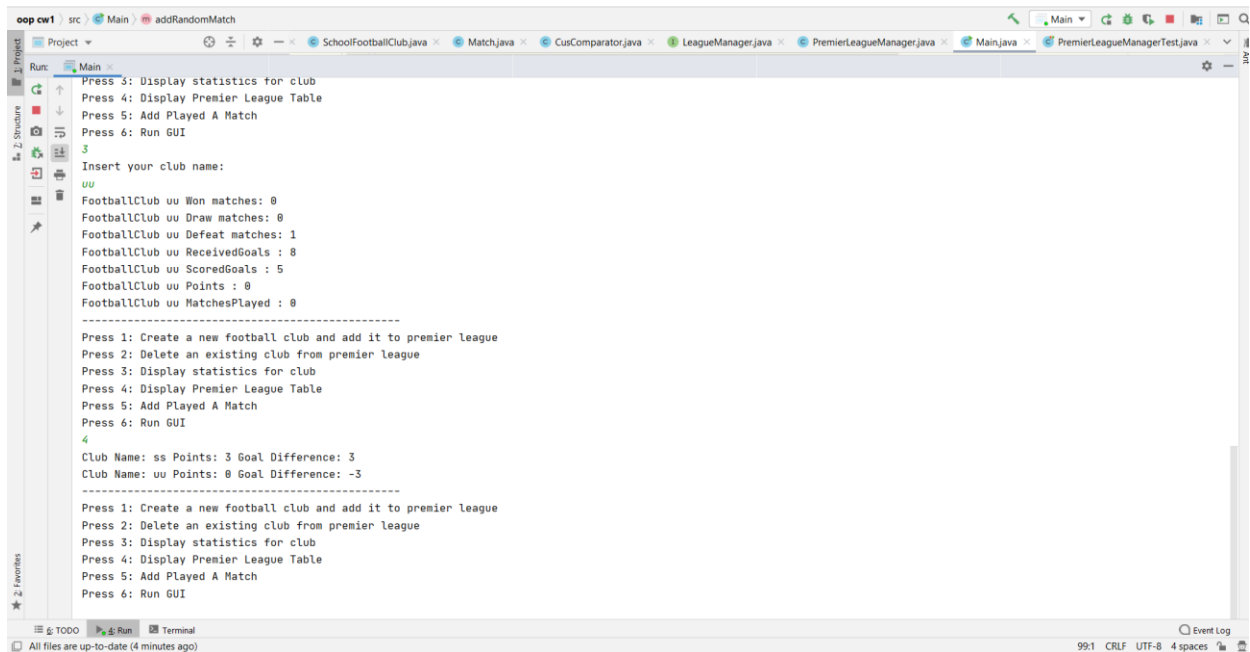 oop cw1 src Main addRandomMatch Main
Project SchoolFootballClub.java Match.java CusComparator.java LeagueManager.java PremierLeagueManager.java Main.java PremierLeagueManagerTest.java
1: Project
Ant
Run: Main
Press 3: Display statistics for club
Press 4: Display Premier League Table
Press 5: Add Played A Match
Press 6: Run GUI
3
Insert your club name:
uu
FootballClub uu Won matches: 0
FootballClub uu Draw matches: 0
FootballClub uu Defeat matches: 1
FootballClub uu ReceivedGoals : 8
FootballClub uu ScoredGoals : 5
FootballClub uu Points : 0
FootballClub uu MatchesPlayed : 0
-------------------------------------------------
Press 1: Create a new football club and add it to premier league
Press 2: Delete an existing club from premier league
Press 3: Display statistics for club
Press 4: Display Premier League Table
Press 5: Add Played A Match
Press 6: Run GUI
4
Club Name: ss Points: 3 Goal Difference: 3
Club Name: uu Points: 0 Goal Difference: -3
-------------------------------------------------
Press 1: Create a new football club and add it to premier league
Press 2: Delete an existing club from premier league
Press 3: Display statistics for club
Press 4: Display Premier League Table
Press 5: Add Played A Match
Press 6: Run GUI
Z: Structure
2: Favorites
6: TODO 4: Run Terminal Event Log
All files are up-to-date (4 minutes ago) 99:1 CRLF UTF-8 4 spaces